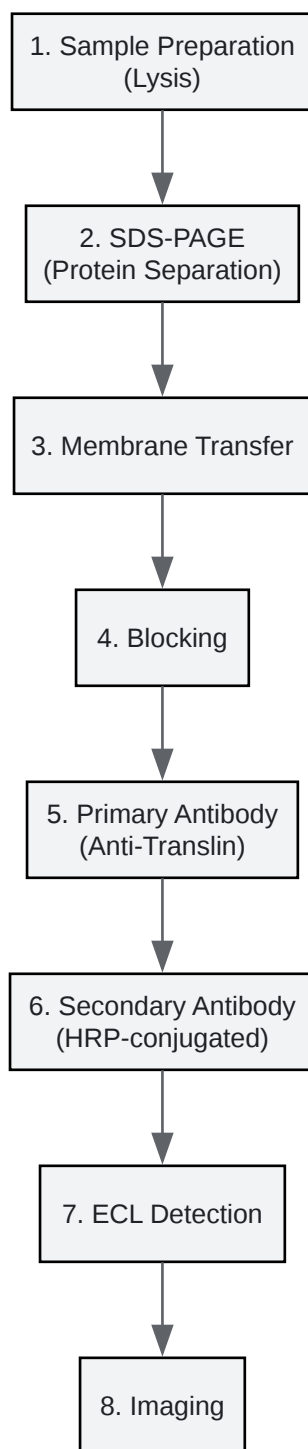 1. Sample Preparation
(Lysis)
2. SDS-PAGE
(Protein Separation)
3. Membrane Transfer
4. Blocking
5. Primary Antibody
(Anti-Translin)
6. Secondary Antibody
(HRP-conjugated)
7. ECL Detection
8. Imaging